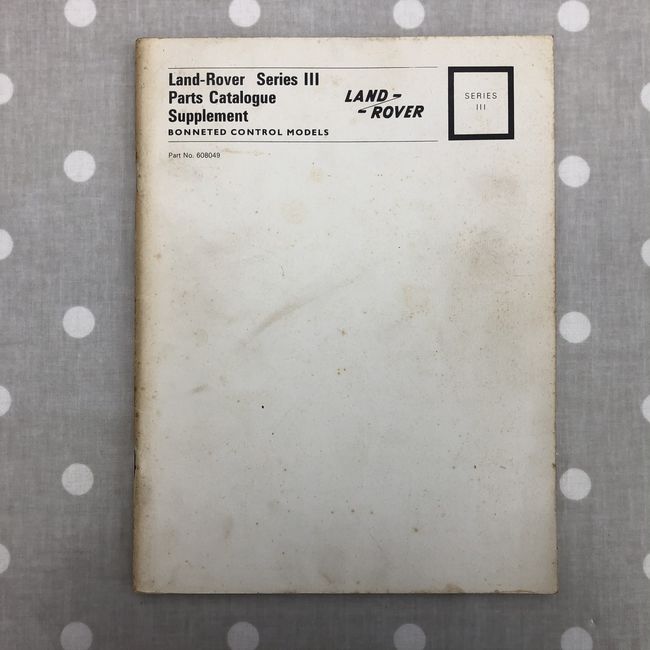 Land-Rover Series III
Parts Catalogue
Supplement
BONNETED CONTROL MODELS
LAND-
-ROVER
SERIES
III
Part No. 608049